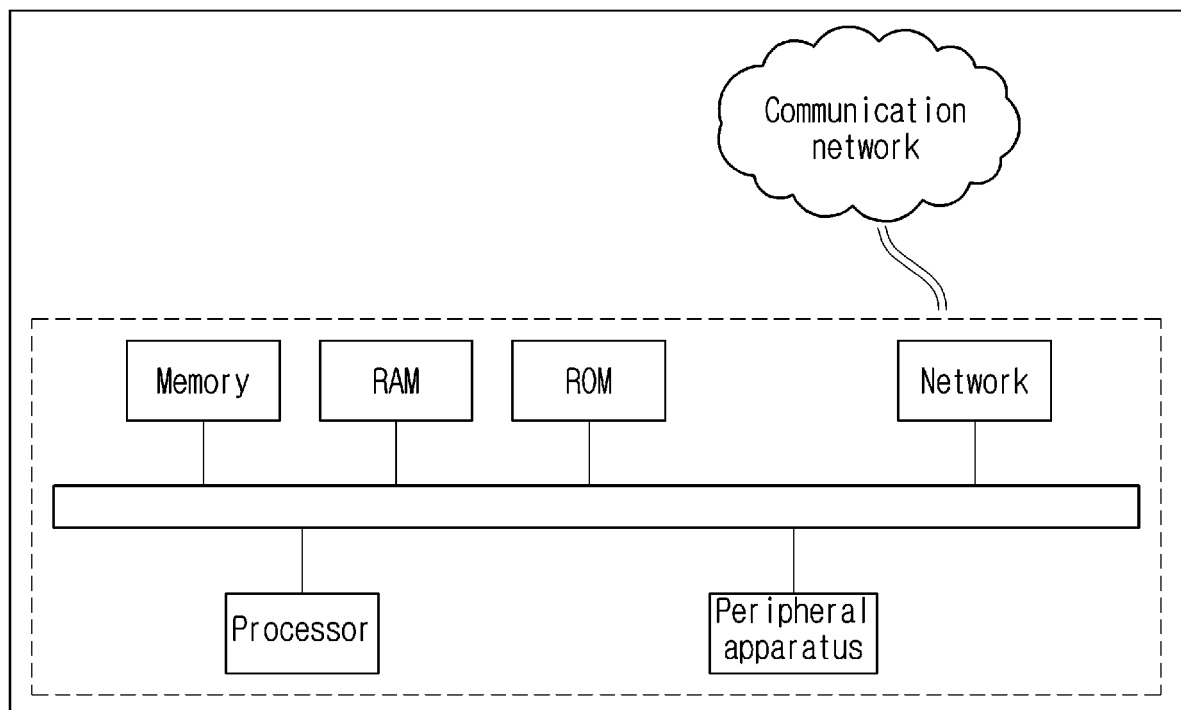 Communication
network
Memory
RAM
ROM
Network
Processor
Peripheral
apparatus